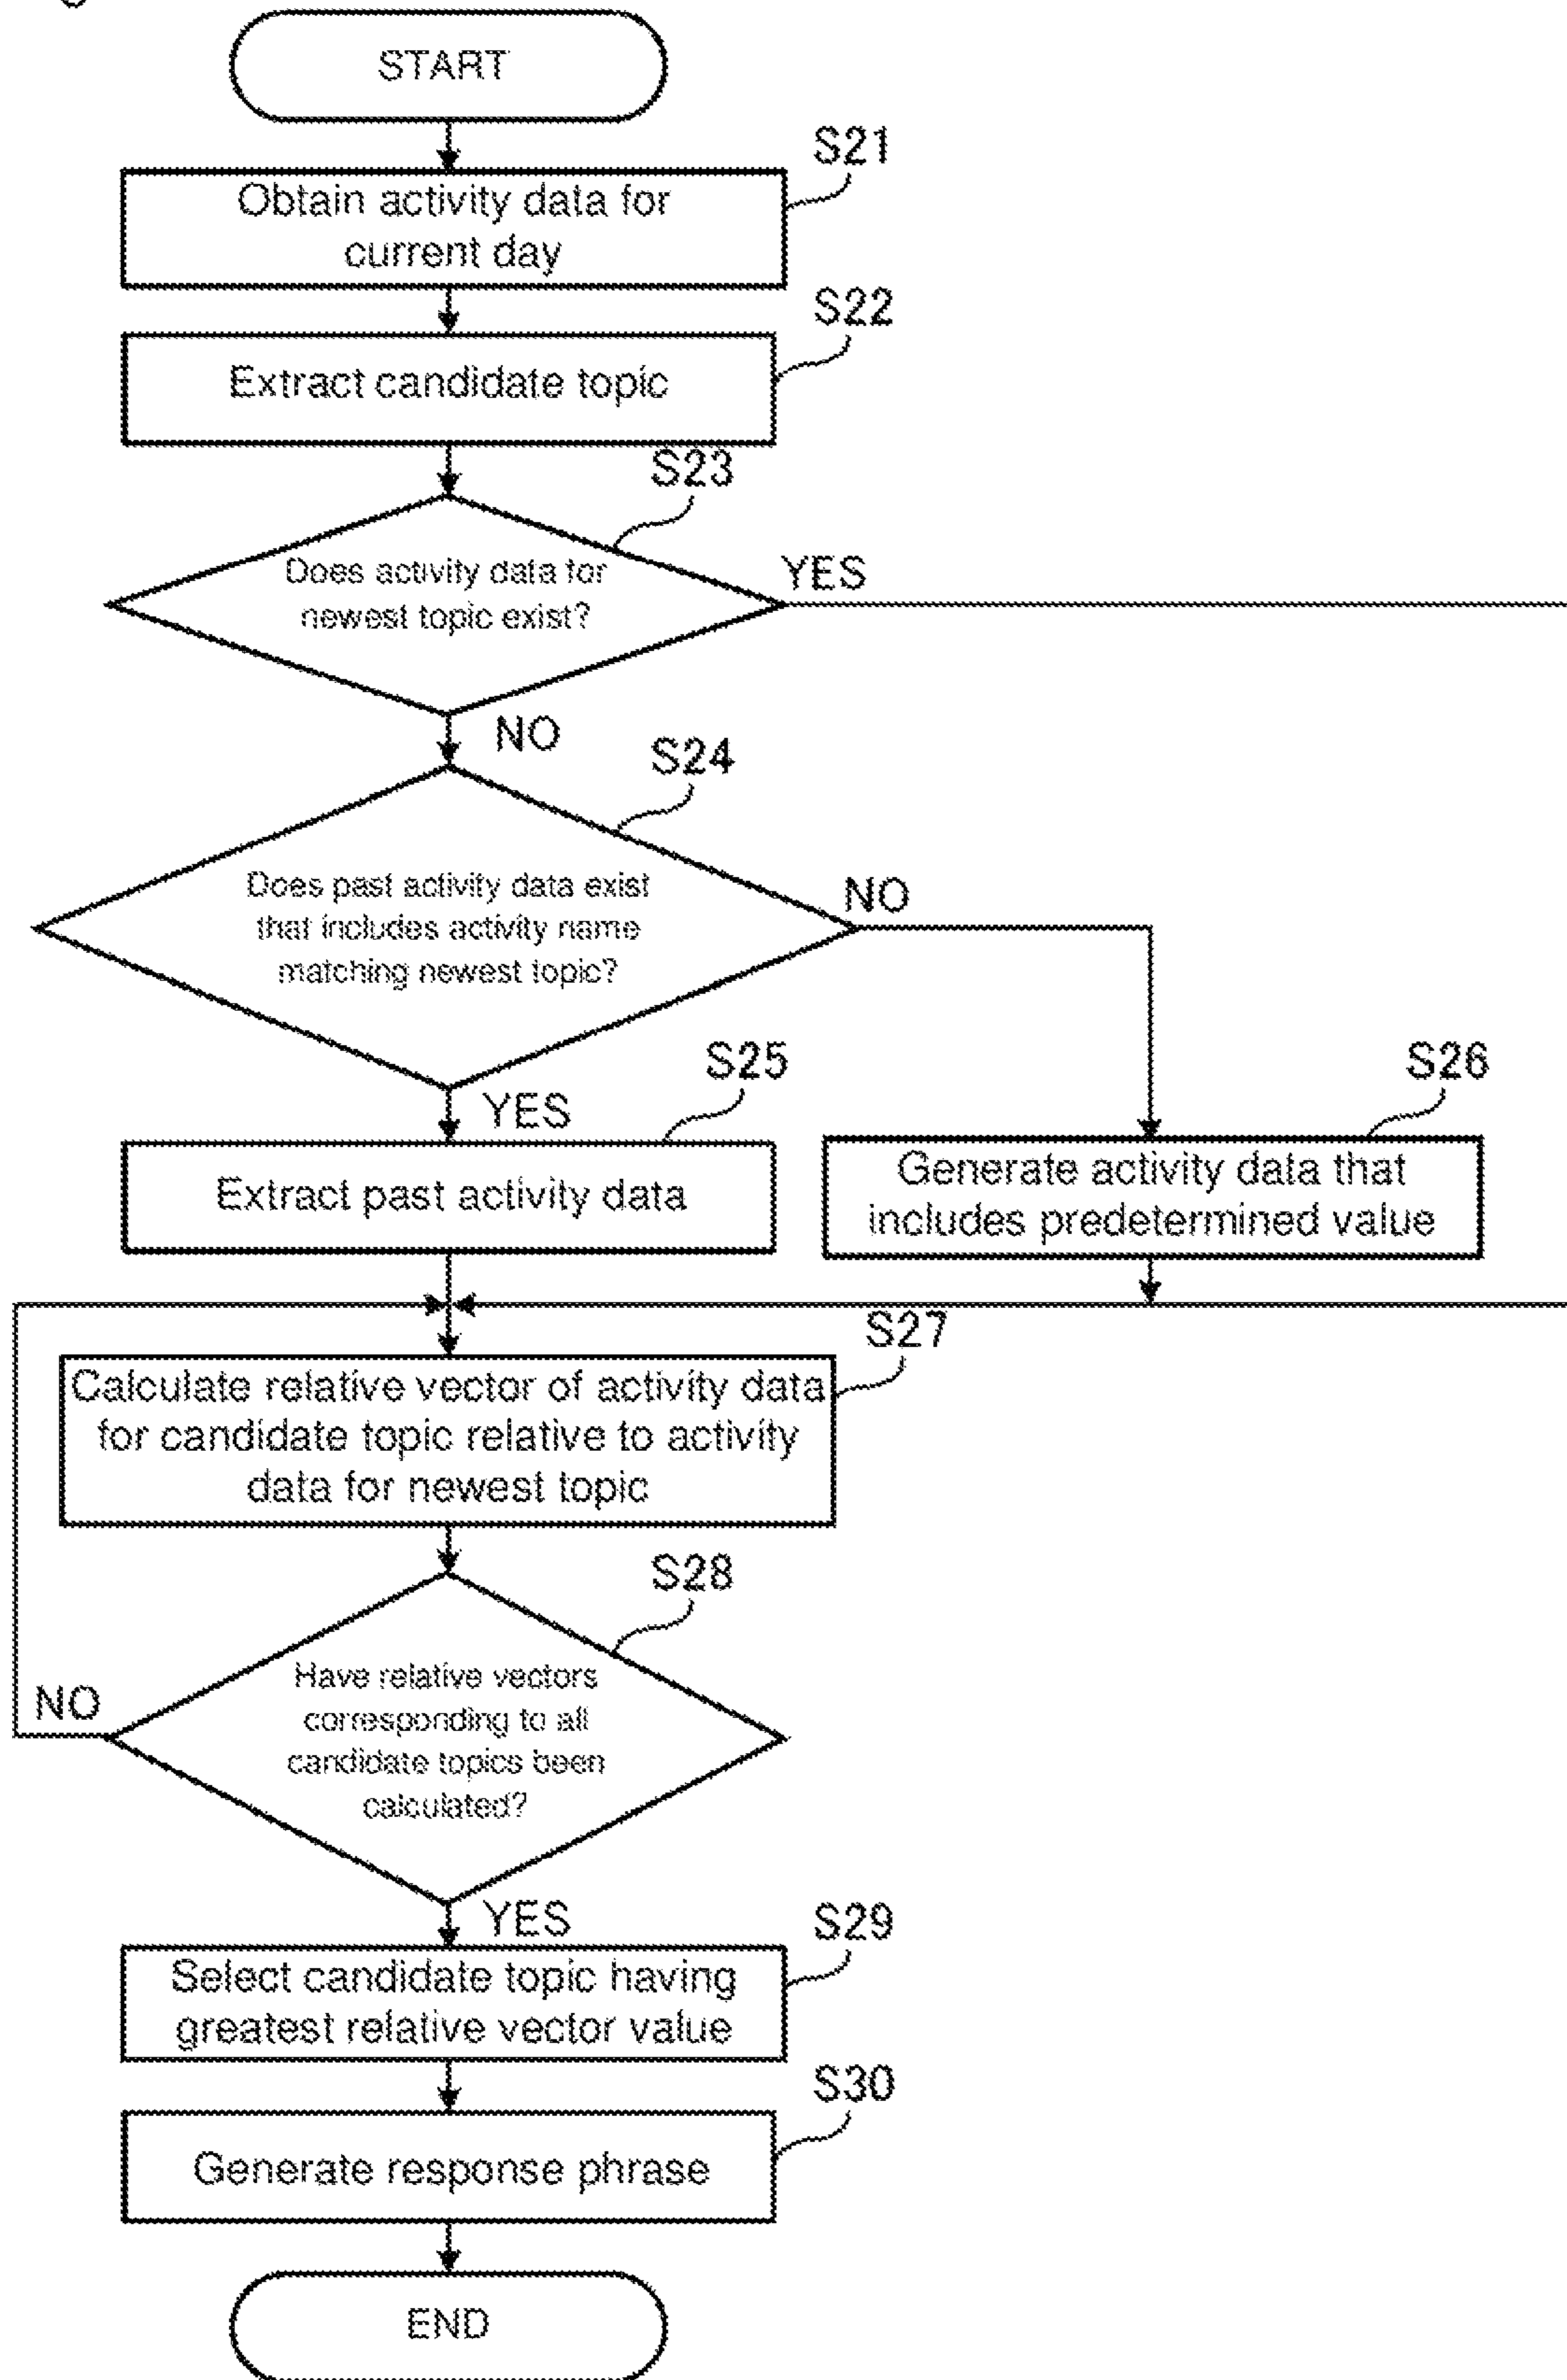 START
S21
Obtain activity data for
current day
S22
Extract candidate topic
S23
Does activity data for
newest topic exist?
YES
NO
S24
Does past activity data exist
that includes activity name
matching newest topic?
NO
YES
S25
Extract past activity data
S26
Generate activity data that
includes predetermined value
S27
Calculate relative vector of activity data
for candidate topic relative to activity
data for newest topic
S28
Have relative vectors
corresponding to all
candidate topics been
calculated?
NO
YES
S29
Select candidate topic having
greatest relative vector value
S30
Generate response phrase
END